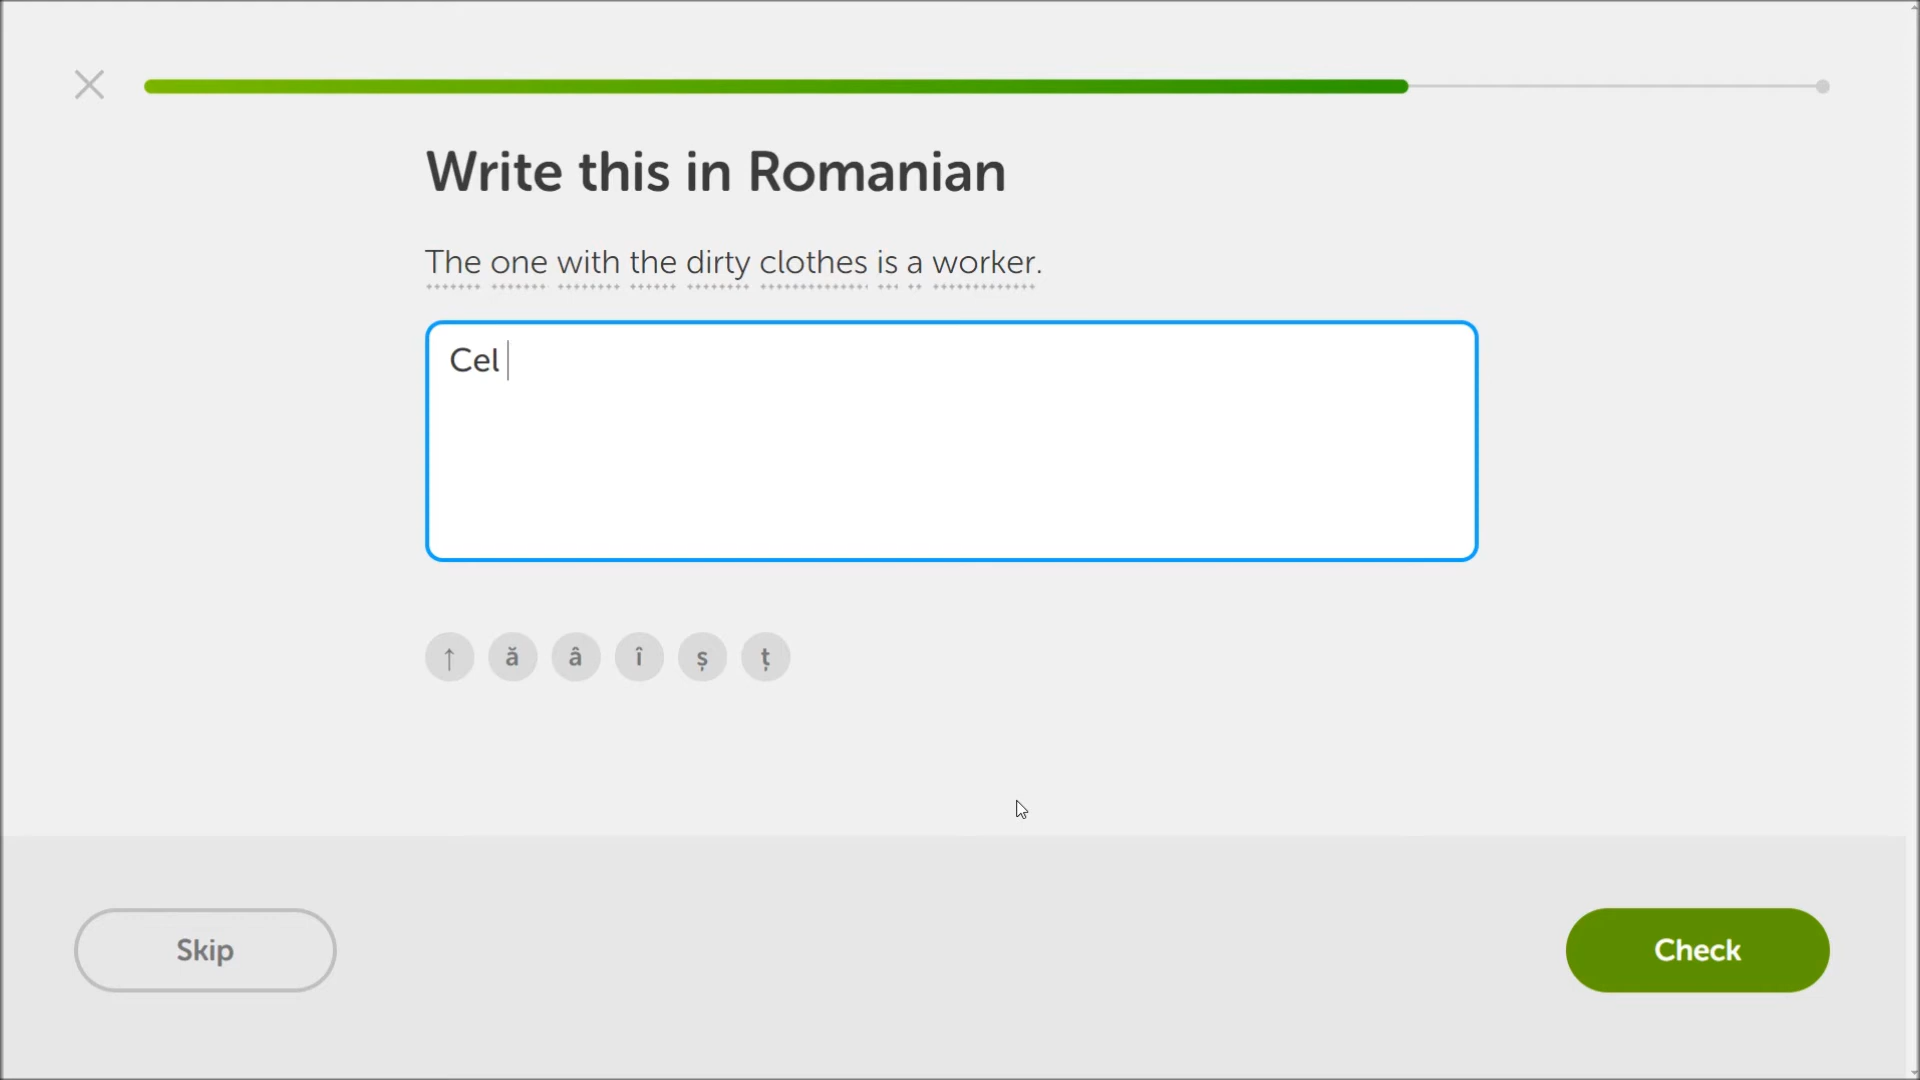 Write this in Romanian
The one with the dirty clothes is a worker.
Cel
↑ ă â î ș ț
Skip
Check